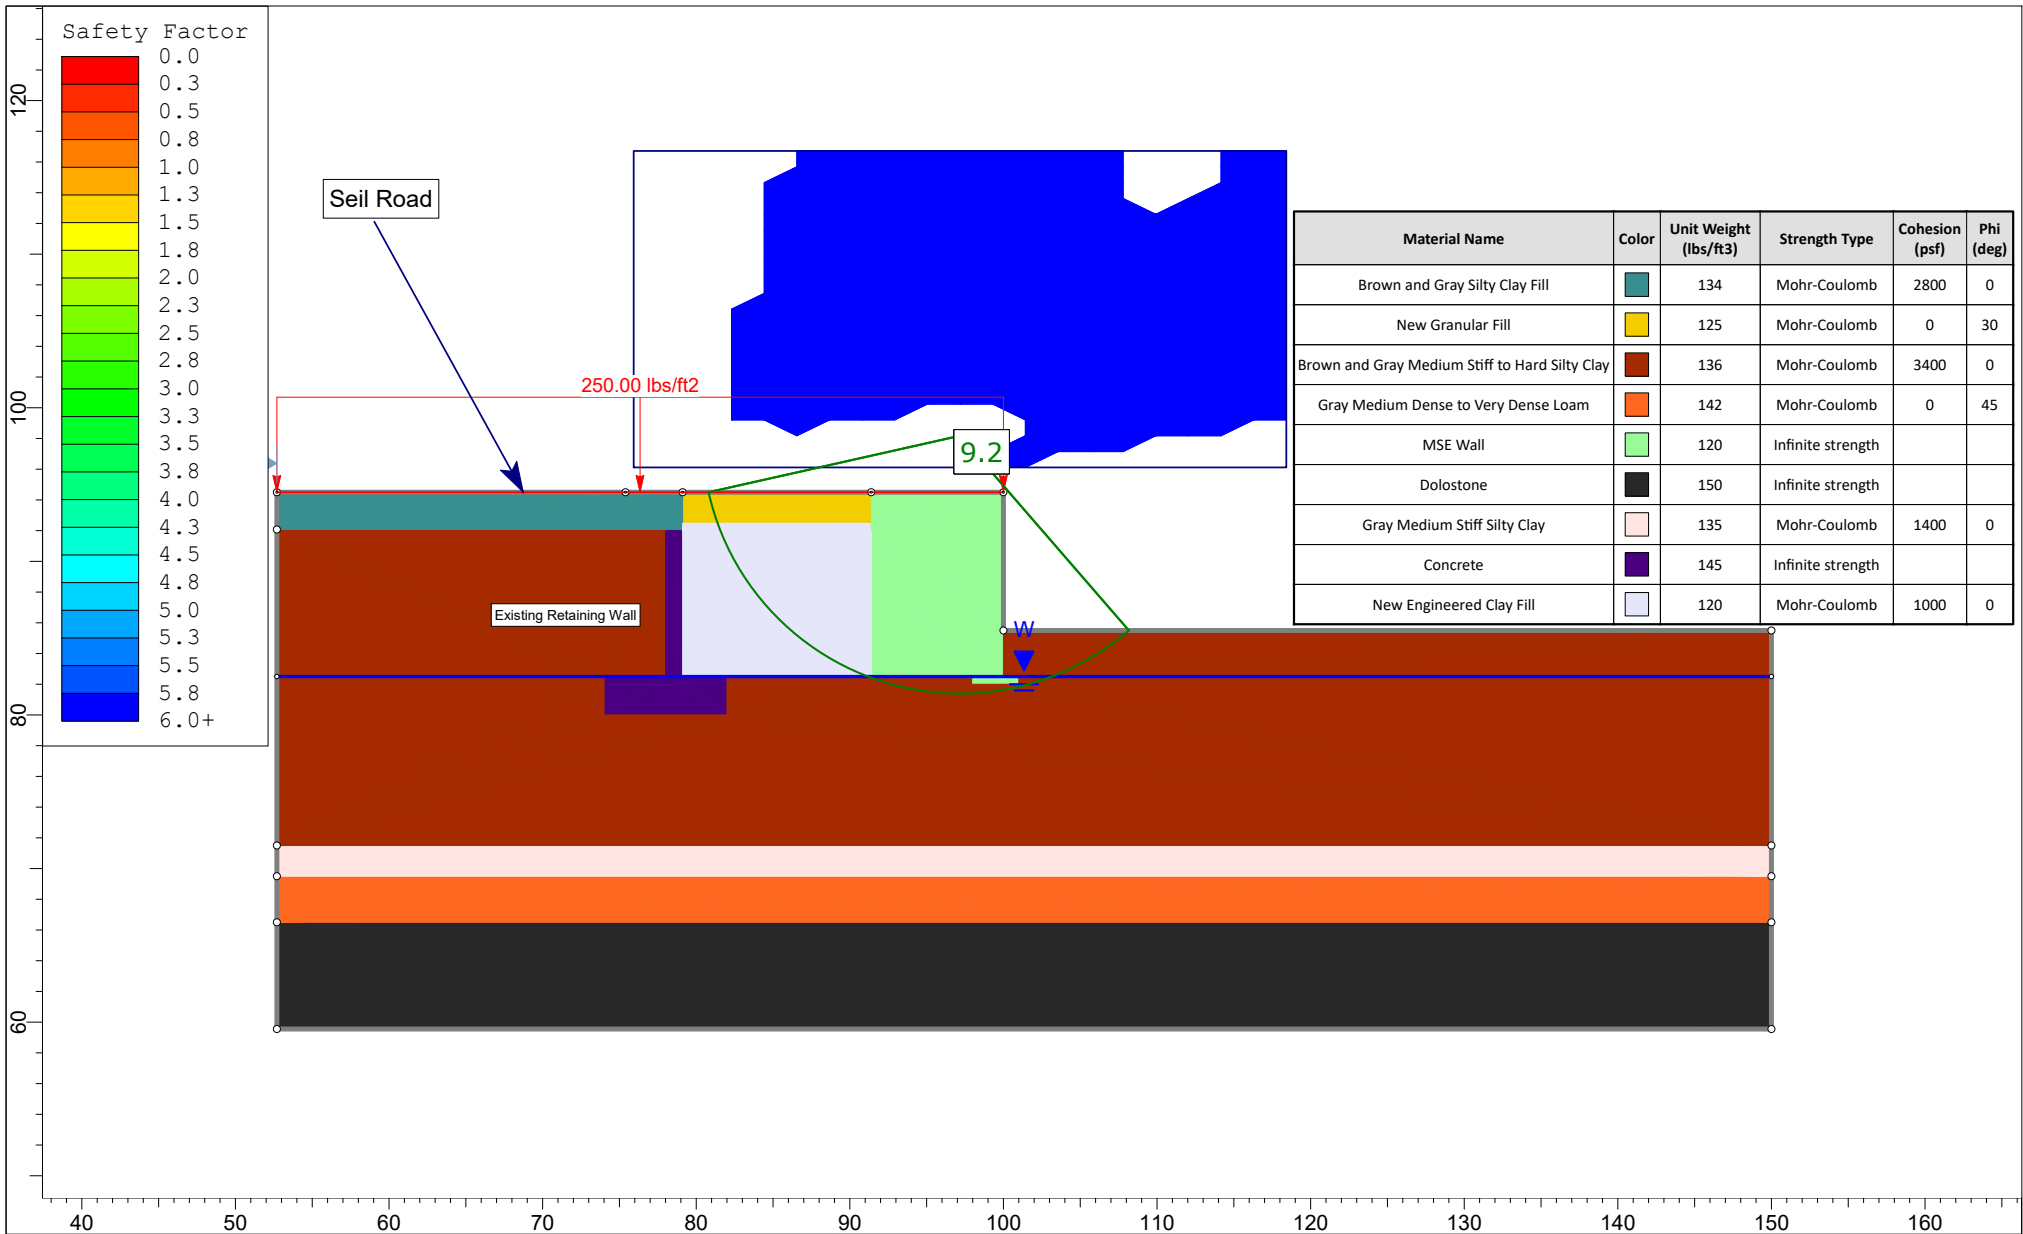 Safety Factor
0.0
0.3
0.5
0.8
1.0
1.3
1.5
1.8
2.0
2.3
2.5
2.8
3.0
3.3
3.5
3.8
4.0
4.3
4.5
4.8
5.0
5.3
5.5
5.8
6.0+
120
100
80
60
Seil Road
250.00 lbs/ft2
9.2
Existing Retaining Wall
W
Material Name Color Unit Weight (lbs/ft3) Strength Type Cohesion (psf) Phi (deg)
Brown and Gray Silty Clay Fill 134 Mohr-Coulomb 2800 0
New Granular Fill 125 Mohr-Coulomb 0 30
Brown and Gray Medium Stiff to Hard Silty Clay 136 Mohr-Coulomb 3400 0
Gray Medium Dense to Very Dense Loam 142 Mohr-Coulomb 0 45
MSE Wall 120 Infinite strength
Dolostone 150 Infinite strength
Gray Medium Stiff Silty Clay 135 Mohr-Coulomb 1400 0
Concrete 145 Infinite strength
New Engineered Clay Fill 120 Mohr-Coulomb 1000 0
40 50 60 70 80 90 100 110 120 130 140 150 160